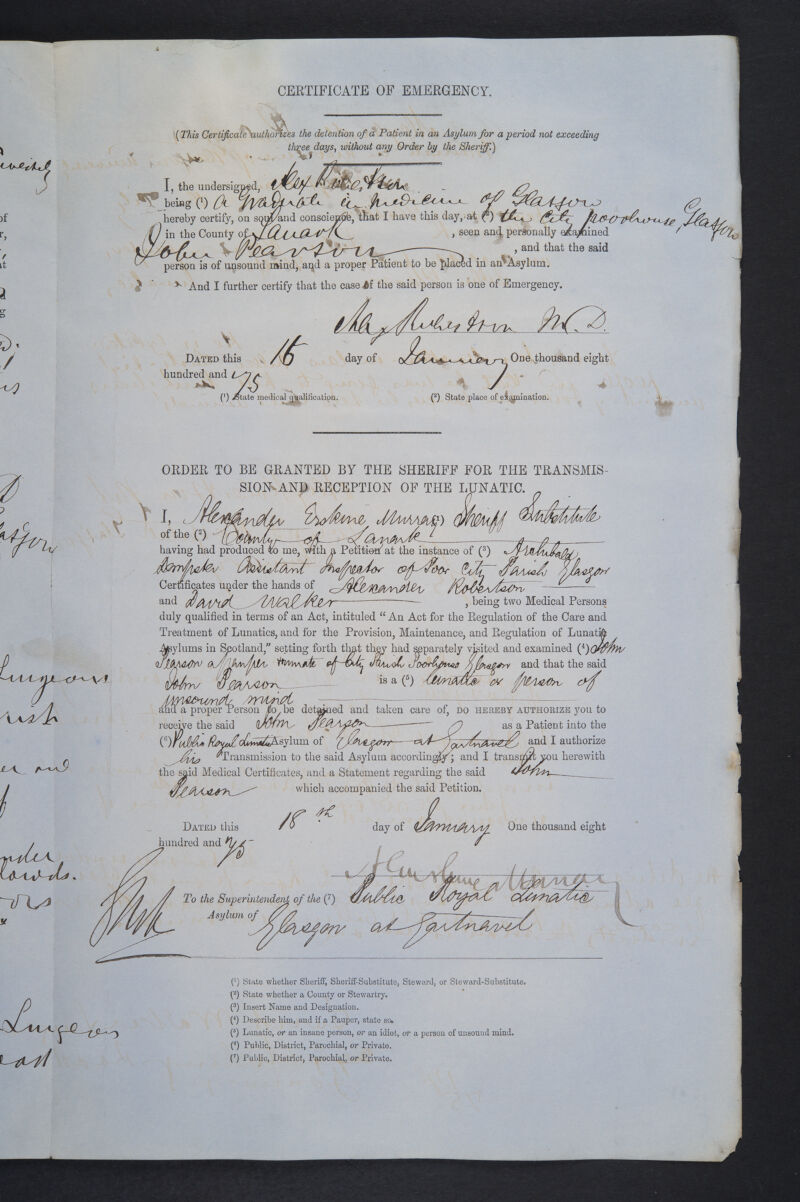 CERTIFICATE OF EMERGENCY.
(This Certificate authorizes the detention of a Patient in an Asylum for a period not exceeding
three days, without any Order by the Sheriff.)
I, the undersigned, Alex Robertson
being (¹) A Graduate in Medicine of Glasgow
hereby certify, on soul and conscience, that I have this day, at (²) the City poorhouse, Glasgow
in the County of Lanark , seen and personally examined
John Pearson , and that the said
person is of unsound mind, and a proper Patient to be placed in an Asylum.
And I further certify that the case of the said person is one of Emergency.
Alex Robertson M. D.
DATED this 16 day of January One thousand eight
hundred and 75
(¹) State medical qualification. (²) State place of examination.
ORDER TO BE GRANTED BY THE SHERIFF FOR THE TRANSMIS-
SION AND RECEPTION OF THE LUNATIC.
I, Alexander Erskine Murray (¹) Sheriff Substitute
of the (²) County of Lanark
having had produced to me, with a Petition at the instance of (³) Archibald
Dempster Assistant Inspector of Poor City Parish Glasgow
Certificates under the hands of Alexander Robertson
and David Walker , being two Medical Persons
duly qualified in terms of an Act, intituled "An Act for the Regulation of the Care and
Treatment of Lunatics, and for the Provision, Maintenance, and Regulation of Lunatic
Asylums in Scotland," setting forth that they had separately visited and examined (⁴) John
Pearson a pauper inmate of City Parish Poorhouse Glasgow and that the said
John Pearson is a (⁵) lunatic or person of
unsound mind
and a proper Person to be detained and taken care of, DO HEREBY AUTHORIZE you to
receive the said John Pearson as a Patient into the
(⁶) Public Royal Lunatic Asylum of Glasgow at Gartnavel and I authorize
his Transmission to the said Asylum accordingly; and I transmit you herewith
the said Medical Certificates, and a Statement regarding the said John
Pearson which accompanied the said Petition.
DATED this 18th day of January One thousand eight
hundred and 75
A Erskine Murray
To the Superintendent of the (⁷) Public Royal Lunatic
Asylum of Glasgow at Gartnavel
(¹) State whether Sheriff, Sheriff-Substitute, Steward, or Steward-Substitute.
(²) State whether a County or Stewartry.
(³) Insert Name and Designation.
(⁴) Describe him, and if a Pauper, state so.
(⁵) Lunatic, or an insane person, or an idiot, or a person of unsound mind.
(⁶) Public, District, Parochial, or Private.
(⁷) Public, District, Parochial, or Private.